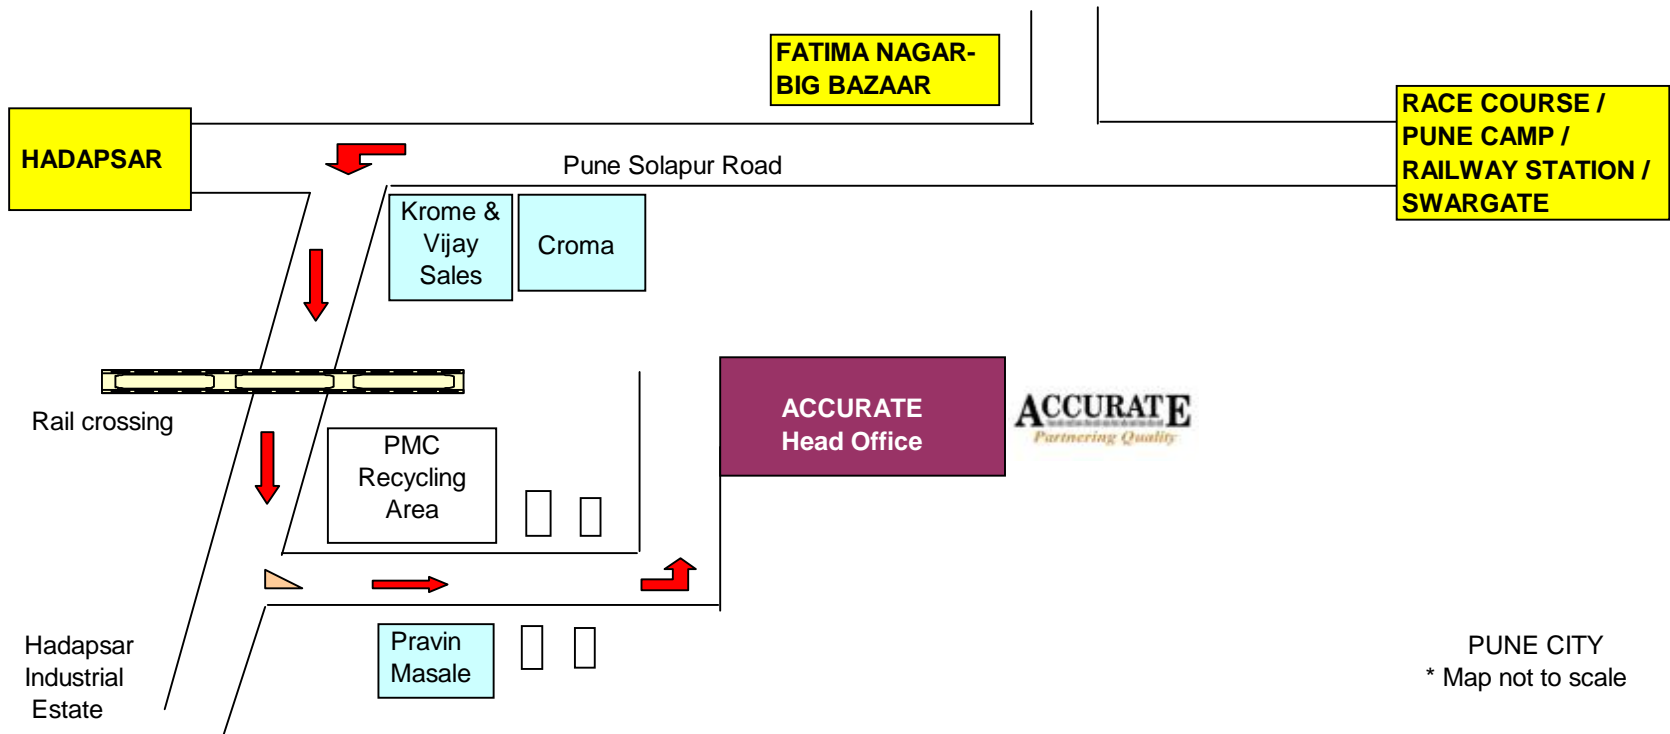 FATIMA NAGAR-
BIG BAZAAR
RACE COURSE /
PUNE CAMP /
RAILWAY STATION /
SWARGATE
HADAPSAR
Pune Solapur Road
Krome &
Vijay
Sales
Croma
Rail crossing
ACCURATE
Head Office
ACCURATE
Partnering Quality
PMC
Recycling
Area
Pravin
Masale
Hadapsar
Industrial
Estate
PUNE CITY
* Map not to scale